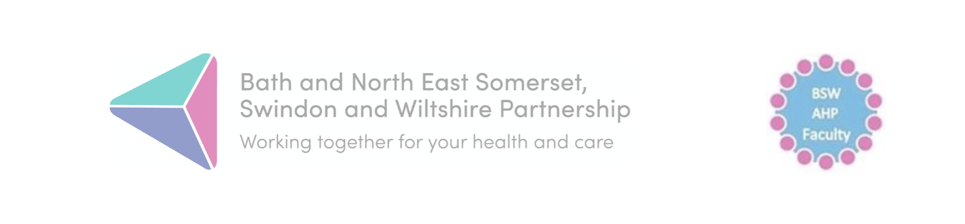 Bath and North East Somerset,
Swindon and Wiltshire Partnership
Working together for your health and care
BSW
AHP
Faculty